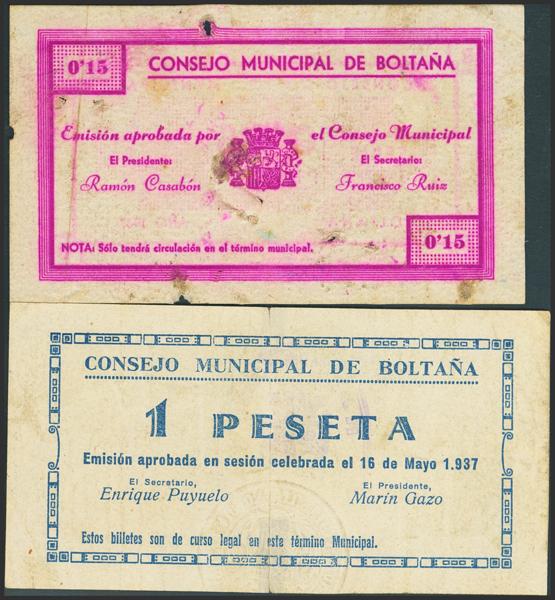 0'15
CONSEJO MUNICIPAL DE BOLTAÑA
Emisión aprobada por el Consejo Municipal
El Presidente: El Secretario:
Ramón Casabón Francisco Ruiz
NOTA: Sólo tendrá circulación en el término municipal.
0'15
CONSEJO MUNICIPAL DE BOLTAÑA
1 PESETA
Emisión aprobada en sesión celebrada el 16 de Mayo 1.937
El Secretario, El Presidente,
Enrique Puyuelo Marín Gazo
Estos billetes son de curso legal en este término Municipal.